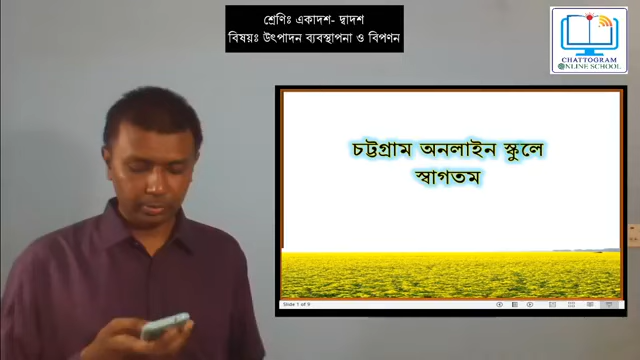 শ্রেণিঃ একাদশ- দ্বাদশ
বিষয়ঃ উৎপাদন ব্যবস্থাপনা ও বিপণন
CHATTOGRAM
ONLINE SCHOOL
চট্টগ্রাম অনলাইন স্কুলে
স্বাগতম
Slide 1 of 9